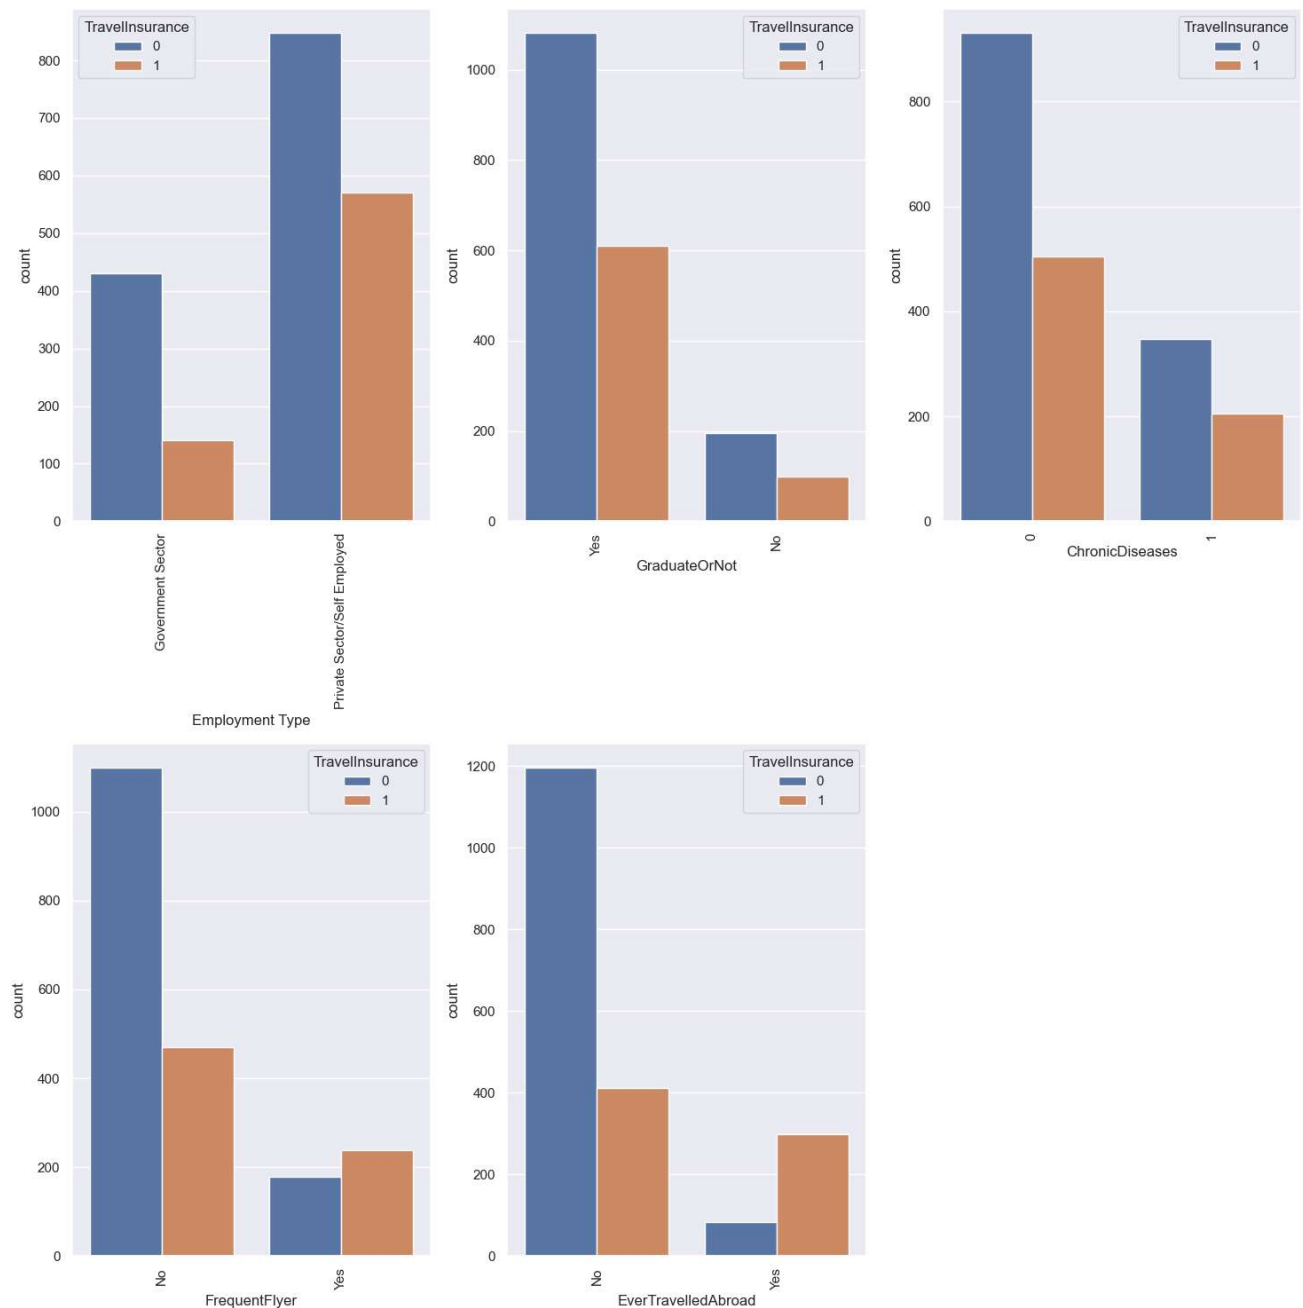 TravelInsurance
0
1
800
700
600
500
400
300
200
100
0
count
Government Sector
Private Sector/Self Employed
Employment Type
TravelInsurance
0
1
1000
800
600
400
200
0
count
Yes
No
GraduateOrNot
TravelInsurance
0
1
800
600
400
200
0
count
0
1
ChronicDiseases
TravelInsurance
0
1
1000
800
600
400
200
0
count
No
Yes
FrequentFlyer
TravelInsurance
0
1
1200
1000
800
600
400
200
0
count
No
Yes
EverTravelledAbroad